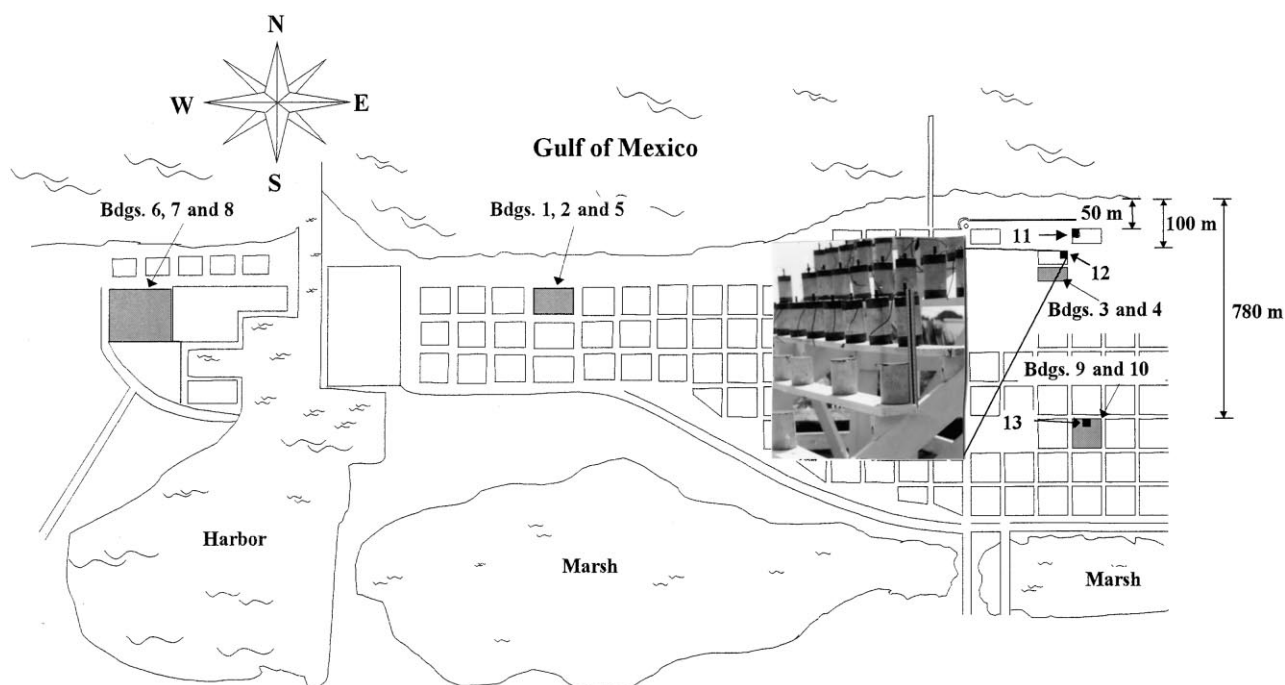 N
W
E
S
Gulf of Mexico
Bdgs. 6, 7 and 8
Bdgs. 1, 2 and 5
50 m
100 m
11
12
Bdgs. 3 and 4
780 m
Bdgs. 9 and 10
13
Harbor
Marsh
Marsh